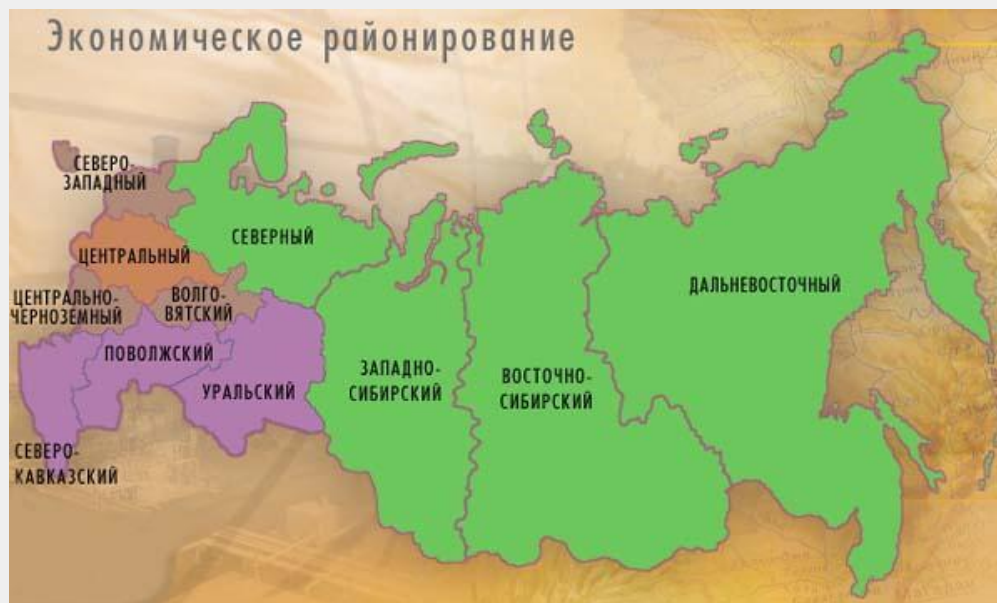 Экономическое районирование
СЕВЕРО-
ЗАПАДНЫЙ
СЕВЕРНЫЙ
ЦЕНТРАЛЬНЫЙ
ДАЛЬНЕВОСТОЧНЫЙ
ЦЕНТРАЛЬНО-
ЧЕРНОЗЕМНЫЙ
ВОЛГО-
ВЯТСКИЙ
ПОВОЛЖСКИЙ
ЗАПАДНО-
СИБИРСКИЙ
ВОСТОЧНО-
СИБИРСКИЙ
УРАЛЬСКИЙ
СЕВЕРО-
КАВКАЗСКИЙ